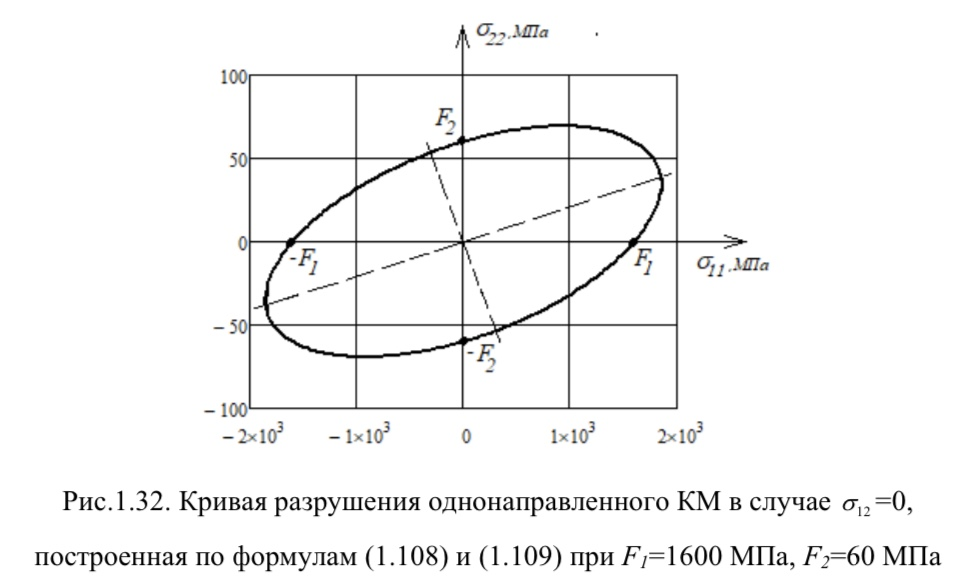 σ₂₂,МПа
100
F₂
50
0
-F₁
F₁
σ₁₁,МПа
− 50
-F₂
− 100
− 2×10³
− 1×10³
0
1×10³
2×10³
Рис.1.32. Кривая разрушения однонаправленного КМ в случае σ₁₂=0,
построенная по формулам (1.108) и (1.109) при F₁=1600 МПа, F₂=60 МПа